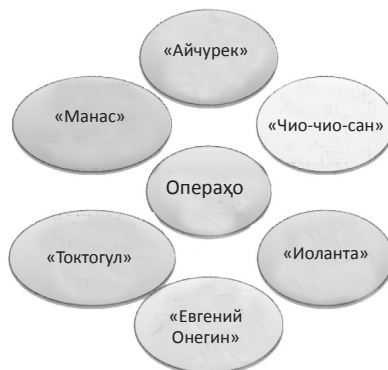 «Айчурек»
«Манас»
«Чио-чио-сан»
Операҳо
«Токтогул»
«Иоланта»
«Евгений
Онегин»